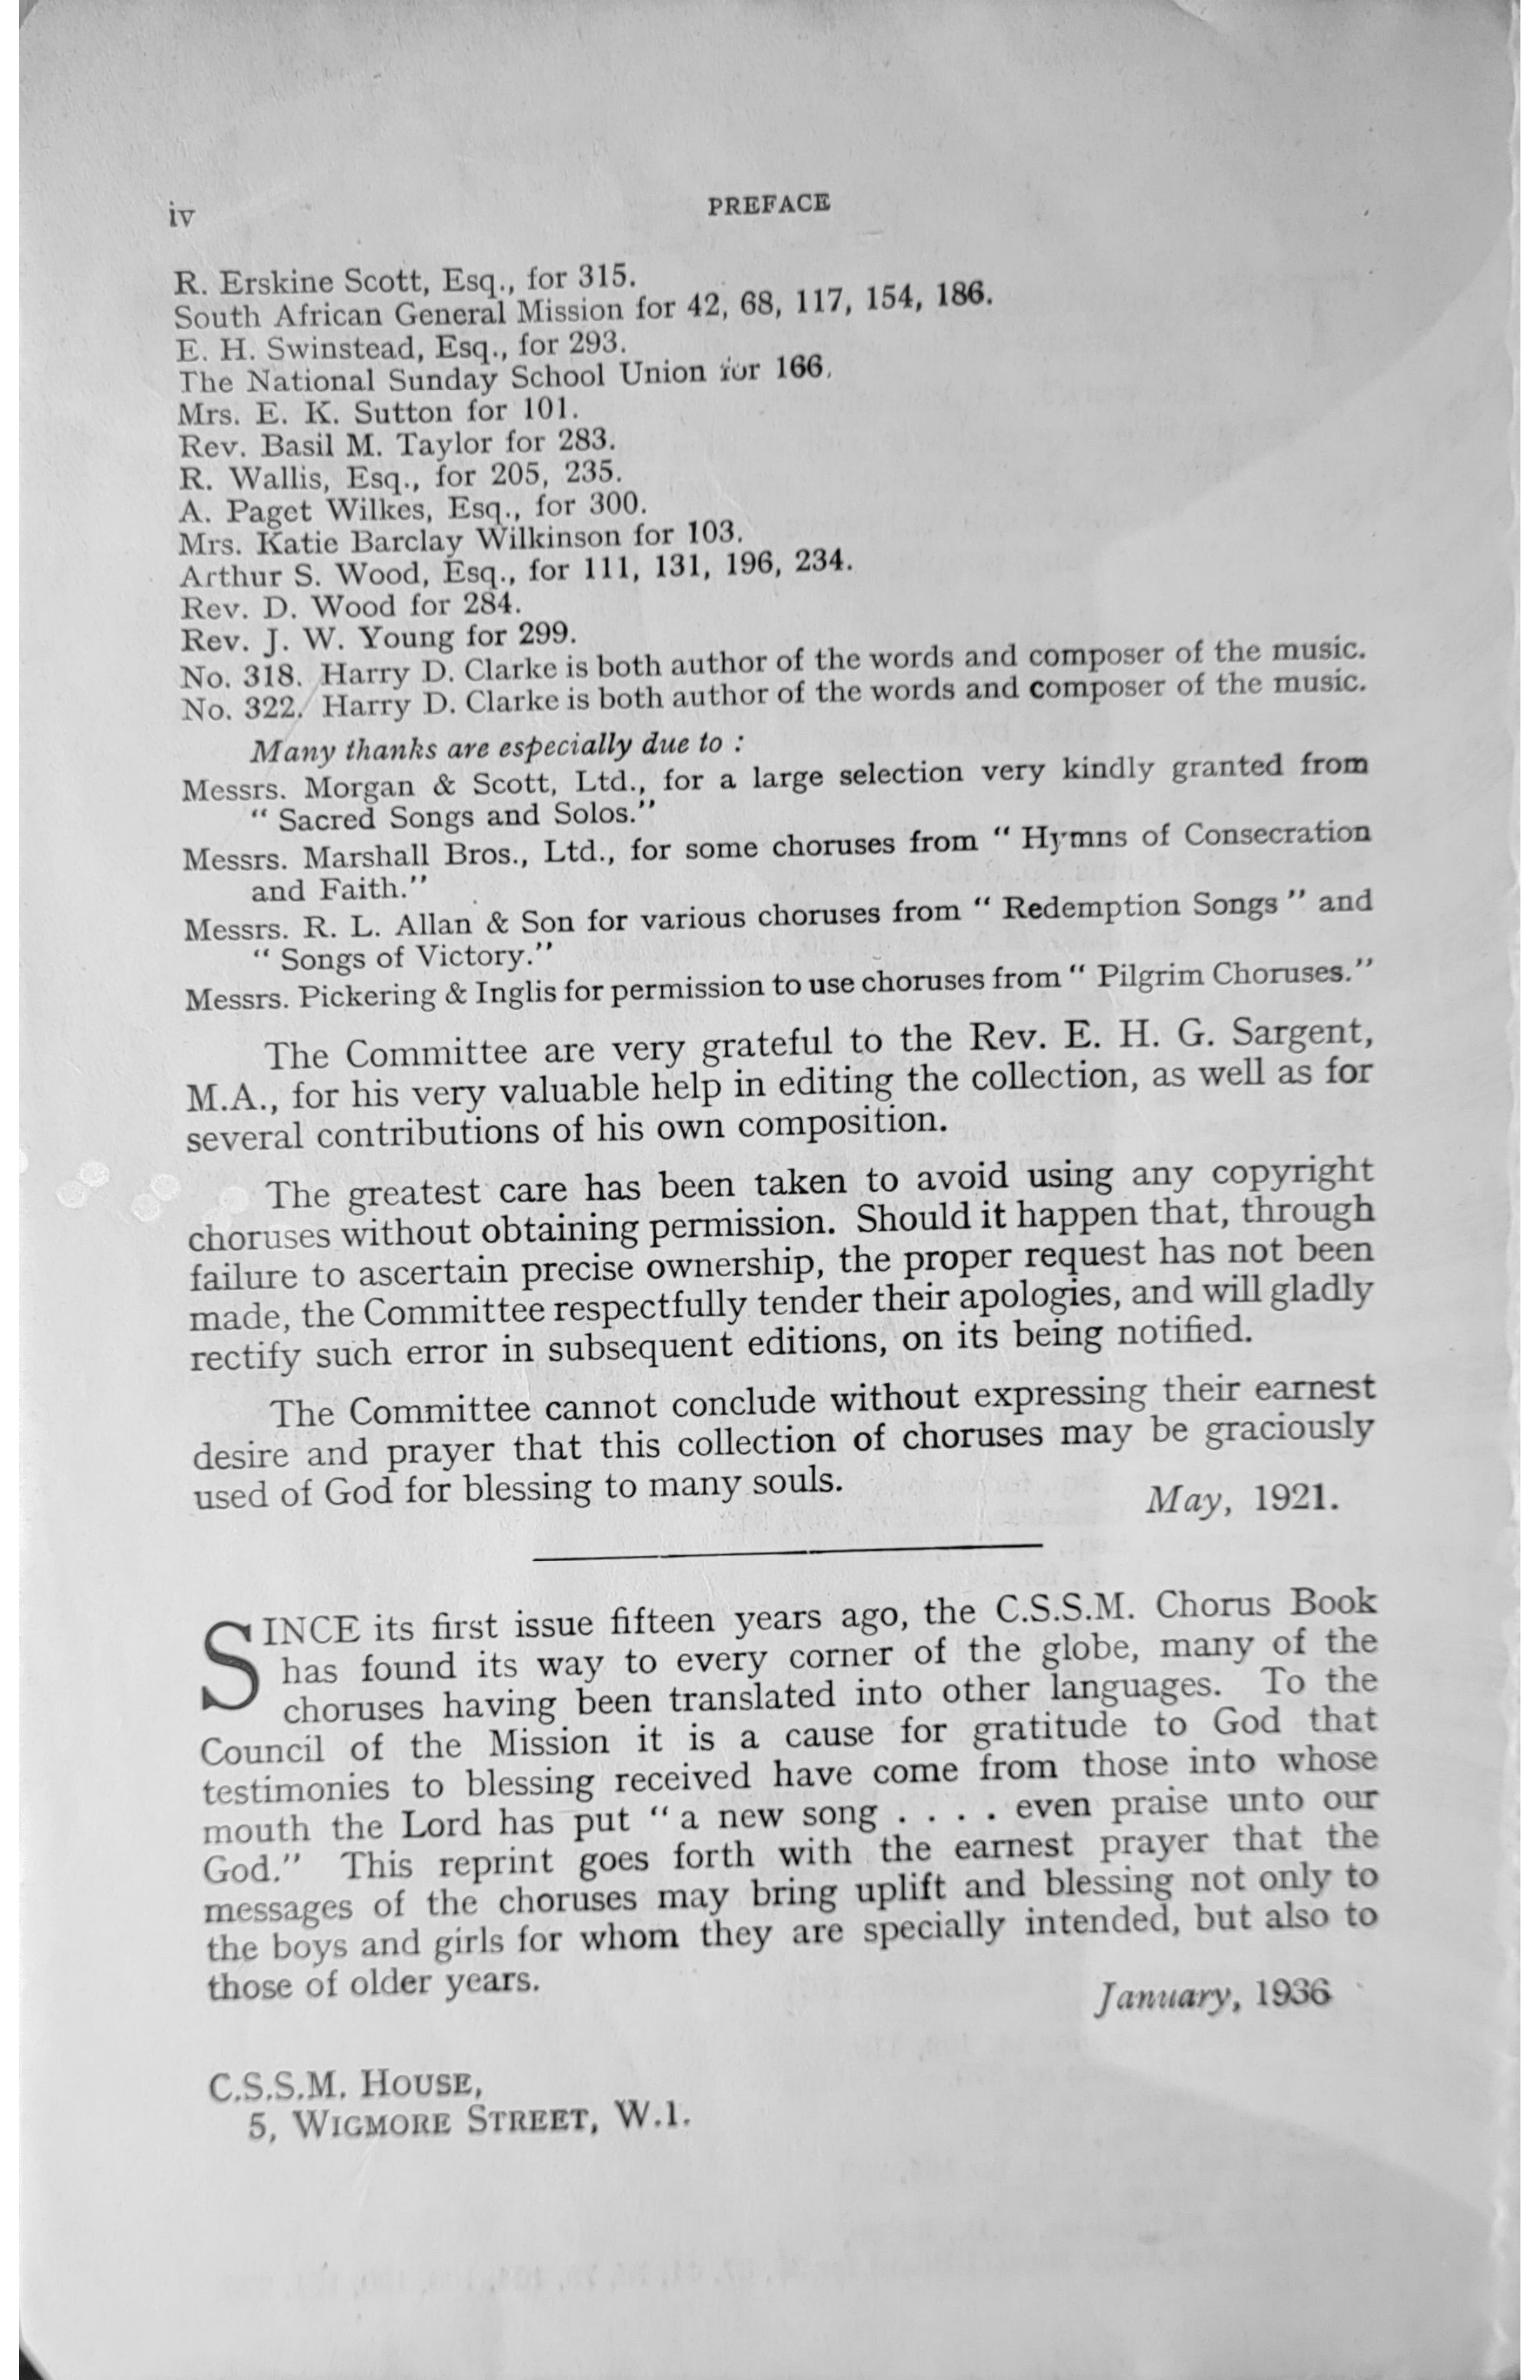 iv
PREFACE
R. Erskine Scott, Esq., for 315.
South African General Mission for 42, 68, 117, 154, 186.
E. H. Swinstead, Esq., for 293.
The National Sunday School Union for 166.
Mrs. E. K. Sutton for 101.
Rev. Basil M. Taylor for 283.
R. Wallis, Esq., for 205, 235.
A. Paget Wilkes, Esq., for 300.
Mrs. Katie Barclay Wilkinson for 103.
Arthur S. Wood, Esq., for 111, 131, 196, 234.
Rev. D. Wood for 284.
Rev. J. W. Young for 299.
No. 318. Harry D. Clarke is both author of the words and composer of the music.
No. 322. Harry D. Clarke is both author of the words and composer of the music.
Many thanks are especially due to :
Messrs. Morgan & Scott, Ltd., for a large selection very kindly granted from
“ Sacred Songs and Solos.”
Messrs. Marshall Bros., Ltd., for some choruses from “ Hymns of Consecration
and Faith.”
Messrs. R. L. Allan & Son for various choruses from “ Redemption Songs ” and
“ Songs of Victory.”
Messrs. Pickering & Inglis for permission to use choruses from “ Pilgrim Choruses.”
The Committee are very grateful to the Rev. E. H. G. Sargent,
M.A., for his very valuable help in editing the collection, as well as for
several contributions of his own composition.
The greatest care has been taken to avoid using any copyright
choruses without obtaining permission. Should it happen that, through
failure to ascertain precise ownership, the proper request has not been
made, the Committee respectfully tender their apologies, and will gladly
rectify such error in subsequent editions, on its being notified.
The Committee cannot conclude without expressing their earnest
desire and prayer that this collection of choruses may be graciously
used of God for blessing to many souls.
May, 1921.
SINCE its first issue fifteen years ago, the C.S.S.M. Chorus Book
has found its way to every corner of the globe, many of the
choruses having been translated into other languages. To the
Council of the Mission it is a cause for gratitude to God that
testimonies to blessing received have come from those into whose
mouth the Lord has put “ a new song . . . . even praise unto our
God.” This reprint goes forth with the earnest prayer that the
messages of the choruses may bring uplift and blessing not only to
the boys and girls for whom they are specially intended, but also to
those of older years.
January, 1936
C.S.S.M. HOUSE,
5, WIGMORE STREET, W.1.